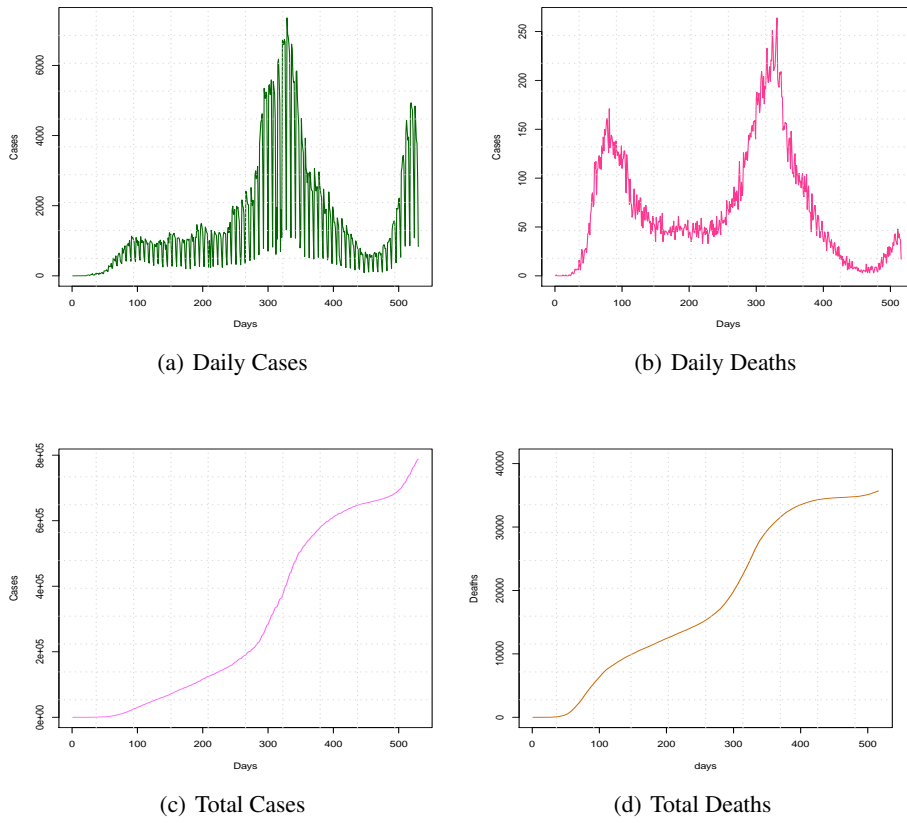 Cases
6000
4000
2000
0
0 100 200 300 400 500
Days
(a) Daily Cases
Cases
250
200
150
100
50
0
0 100 200 300 400 500
Days
(b) Daily Deaths
Cases
8e+05
6e+05
4e+05
2e+05
0e+00
0 100 200 300 400 500
Days
(c) Total Cases
Deaths
40000
30000
20000
10000
0
0 100 200 300 400 500
days
(d) Total Deaths